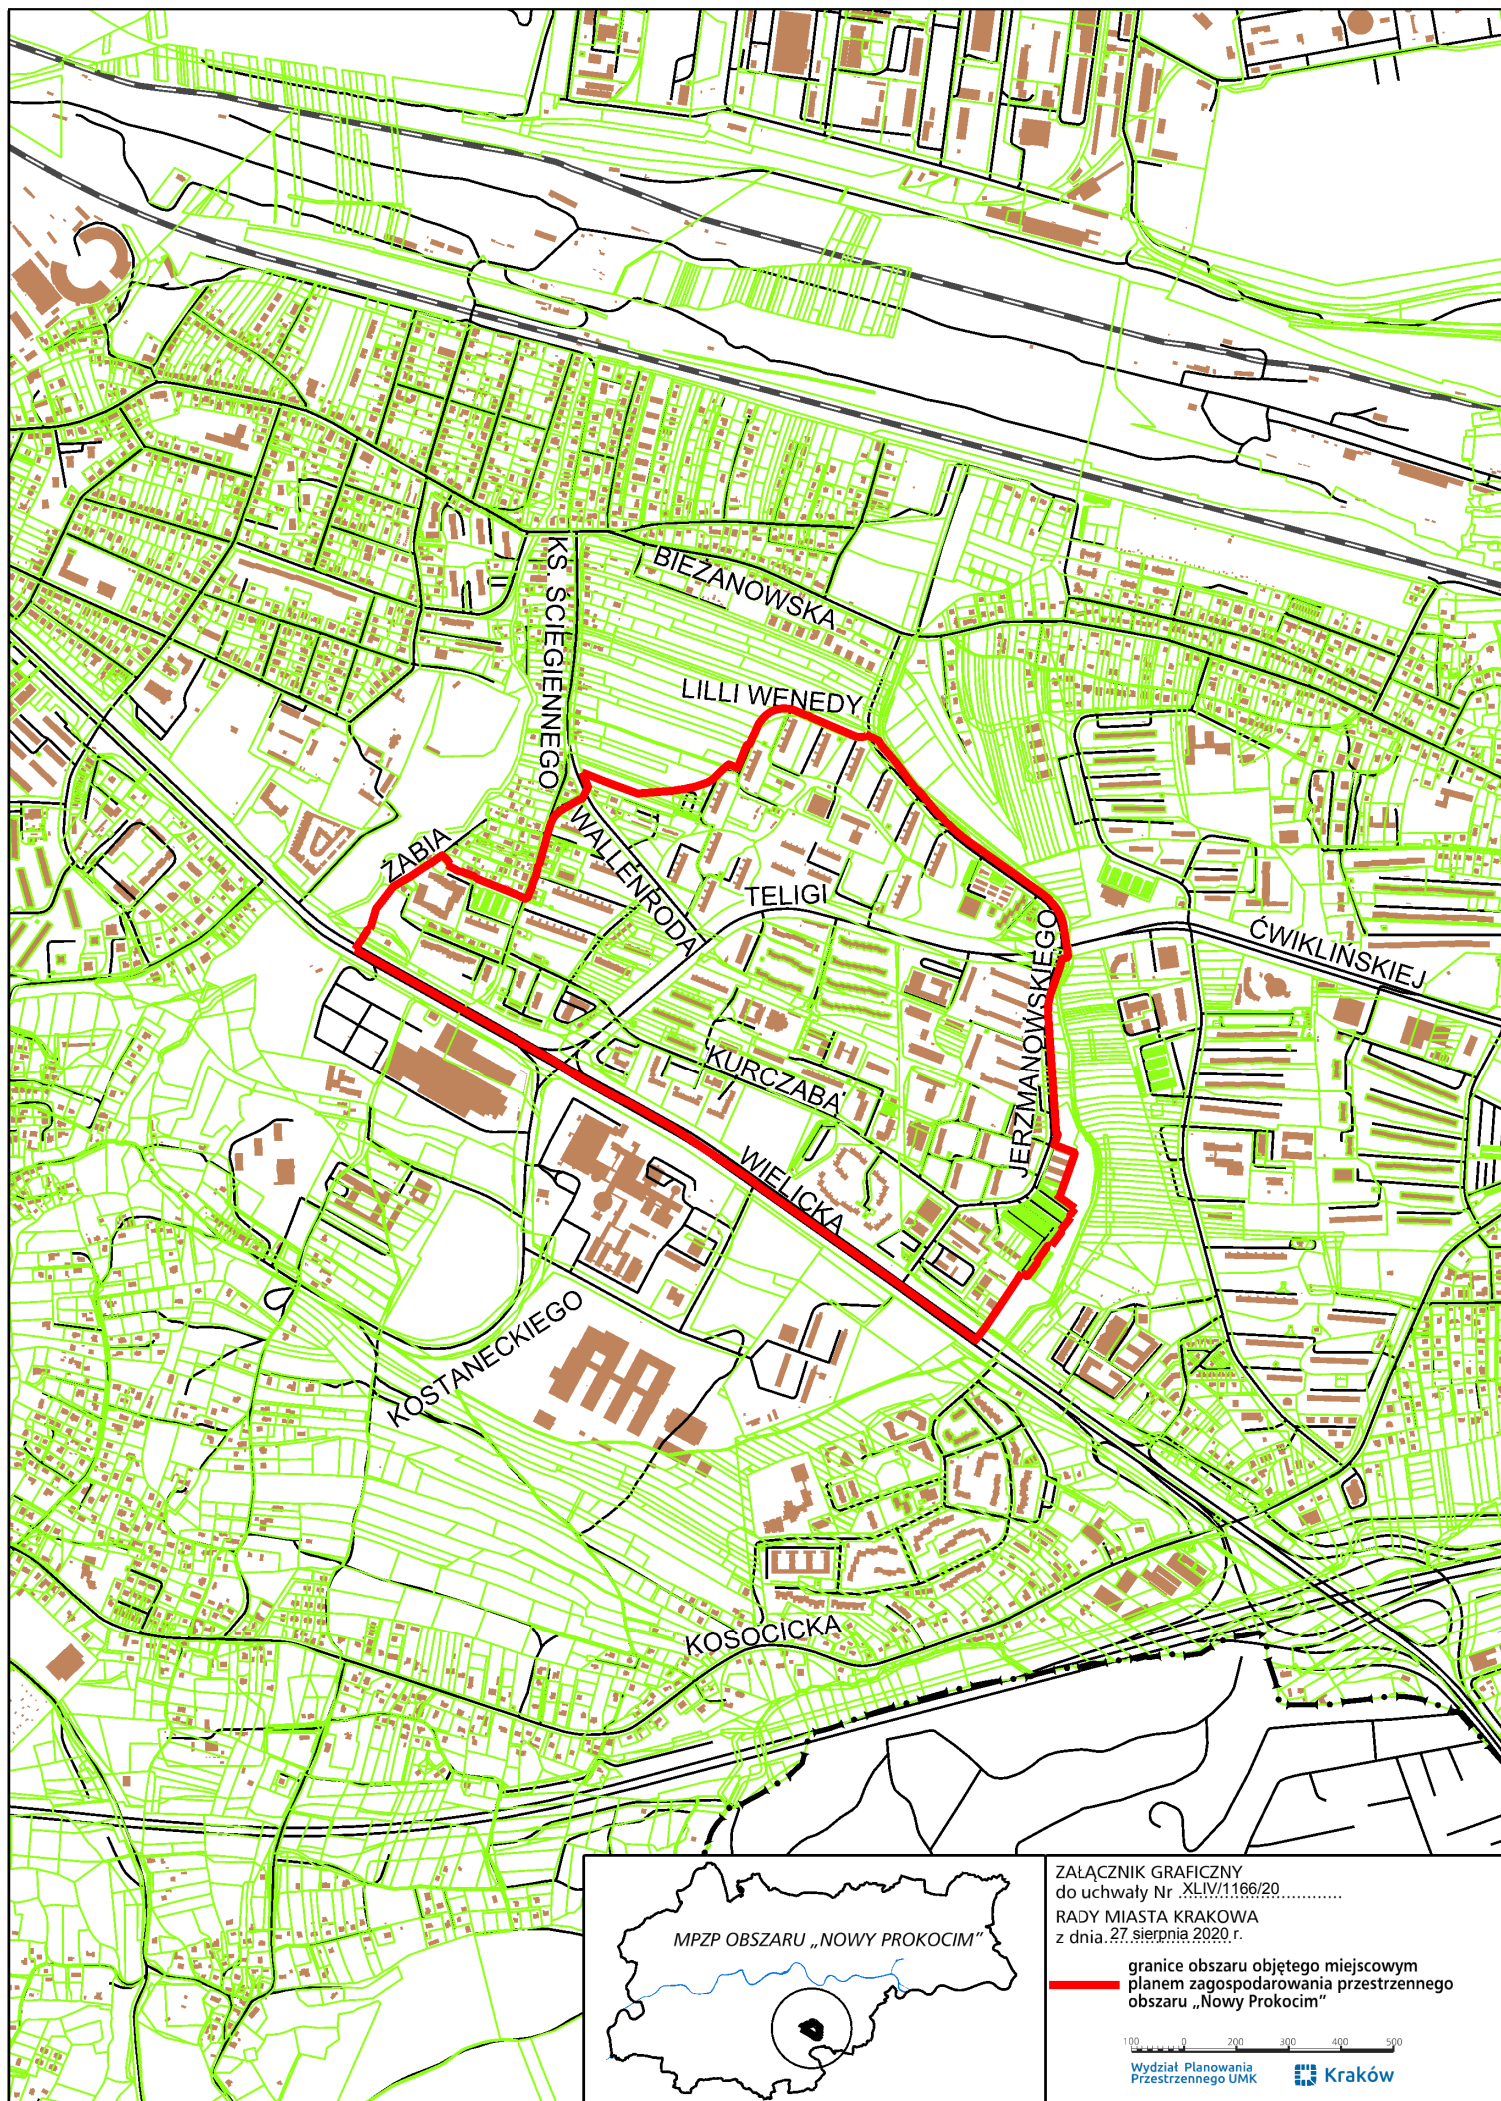 BIEŻANOWSKA
KS. ŚCIEGIENNEGO
LILLI WENEDY
ŻABIA
WALLENRODA
TELIGI
JERZMANOWSKIEGO
ĆWIKLIŃSKIEJ
KURCZABA
WIELICKA
KOSTANECKIEGO
KOSOCICKA
MPZP OBSZARU „NOWY PROKOCIM”
ZAŁĄCZNIK GRAFICZNY
do uchwały Nr XLIV/1166/20
RADY MIASTA KRAKOWA
z dnia 27 sierpnia 2020 r.
granice obszaru objętego miejscowym
planem zagospodarowania przestrzennego
obszaru „Nowy Prokocim”
100 0 200 300 400 500
Wydział Planowania
Przestrzennego UMK
Kraków